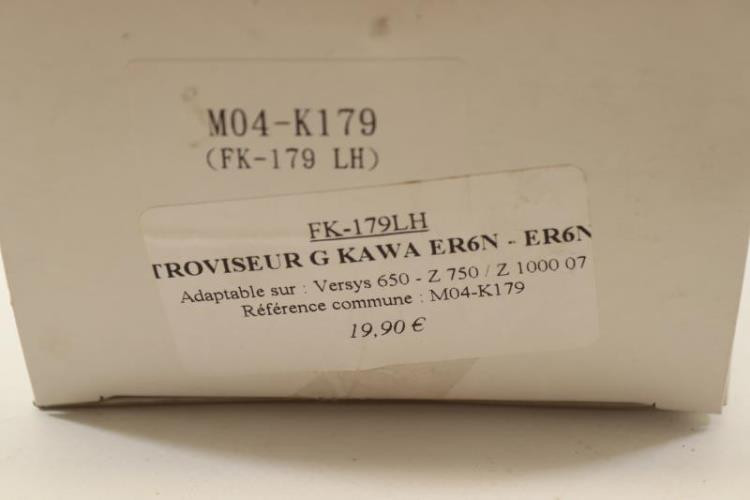 M04-K179
(FK-179 LH)
FK-179LH
TROVISEUR G KAWA ER6N - ER6N
Adaptable sur : Versys 650 - Z 750 / Z 1000 07
Référence commune : M04-K179
19,90 €